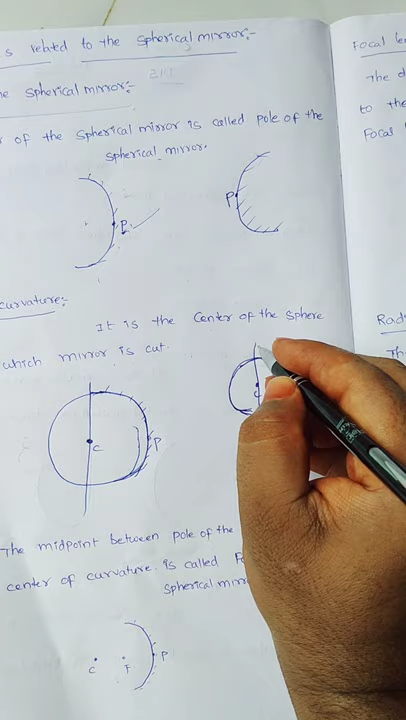 related to the Spherical mirror:-
he Spherical mirror:-
r of the Spherical mirror is called pole of the
Spherical mirror.
P
P
curvature:-
It is the Center of the Sphere
which mirror is cut.
C
P
C
The midpoint between pole of the
center of curvature is called
Spherical mirr
C F P
Focal le
The d
to the
Focal
Rad
Th